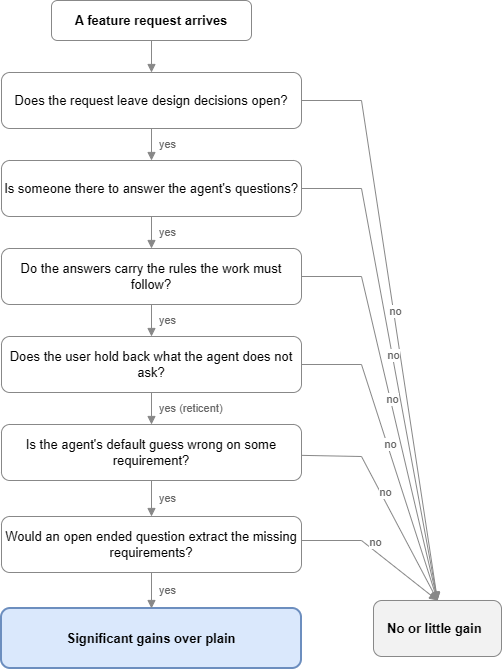 A feature request arrives
Does the request leave design decisions open?
yes
Is someone there to answer the agent's questions?
yes
Do the answers carry the rules the work must
follow?
no
yes
no
Does the user hold back what the agent does not
ask?
no
yes (reticent)
no
Is the agent's default guess wrong on some
requirement?
no
yes
Would an open ended question extract the missing
requirements?
no
yes
Significant gains over plain
No or little gain